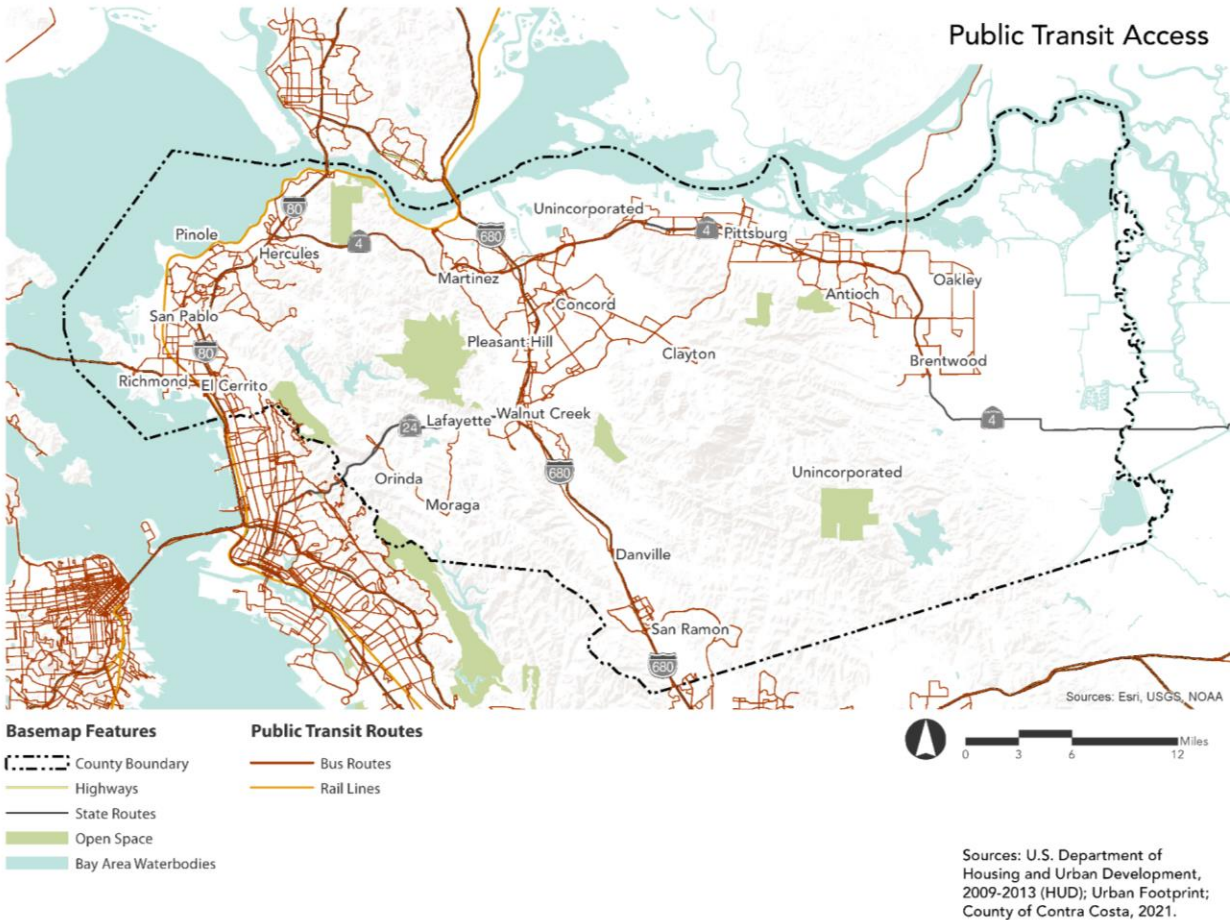 Public Transit Access
Unincorporated
80
Pinole
680
4
Pittsburg
Hercules
4
Martinez
Oakley
Antioch
Concord
San Pablo
Pleasant Hill
80
Clayton
Brentwood
Richmond
El Cerrito
Walnut Creek
Lafayette
24
4
680
Unincorporated
Orinda
Moraga
Danville
San Ramon
680
Sources: Esri, USGS, NOAA
Basemap Features
County Boundary
Highways
State Routes
Open Space
Bay Area Waterbodies
Public Transit Routes
Bus Routes
Rail Lines
Miles
0 3 6 12
Sources: U.S. Department of
Housing and Urban Development,
2009-2013 (HUD); Urban Footprint;
County of Contra Costa, 2021.